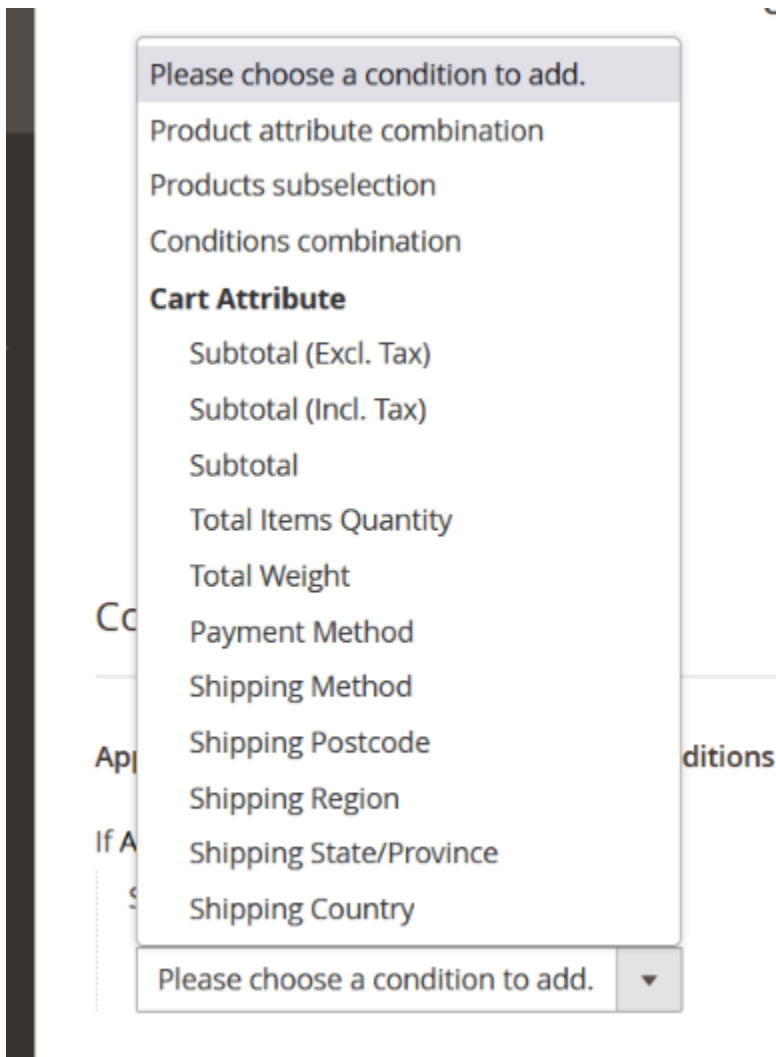 Please choose a condition to add.
Product attribute combination
Products subselection
Conditions combination
Cart Attribute
Subtotal (Excl. Tax)
Subtotal (Incl. Tax)
Subtotal
Total Items Quantity
Total Weight
Payment Method
Shipping Method
Shipping Postcode
Shipping Region
Shipping State/Province
Shipping Country
Co
App
ditions
If A
Please choose a condition to add.